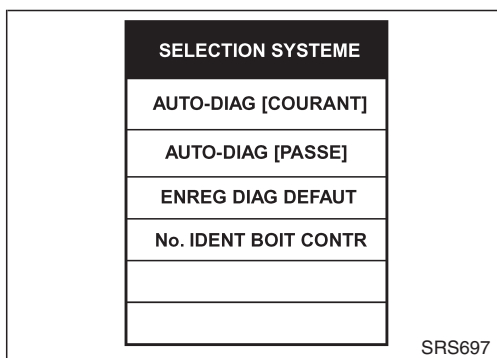 SELECTION SYSTEME
AUTO-DIAG [COURANT]
AUTO-DIAG [PASSE]
ENREG DIAG DEFAUT
No. IDENT BOIT CONTR
SRS697